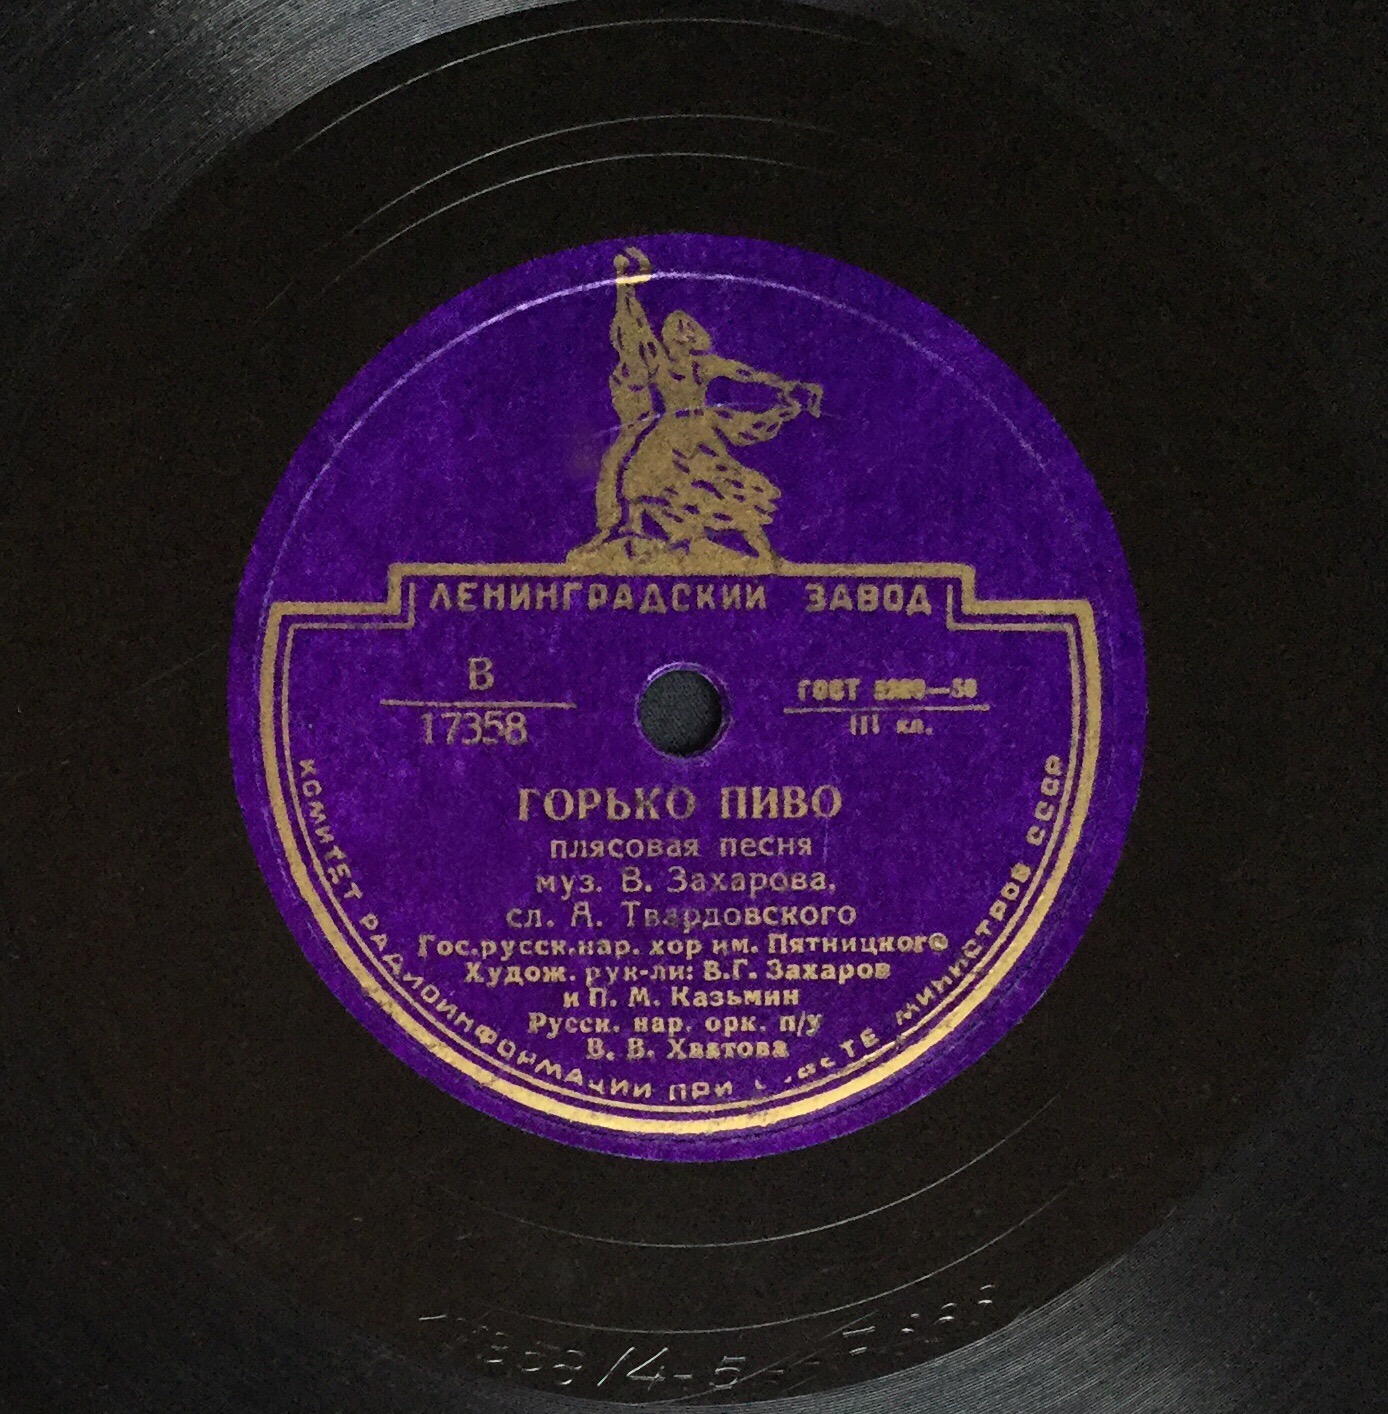 ЛЕНИНГРАДСКИЙ ЗАВОД
В
17358
ГОСТ
III кл.
ГОРЬКО ПИВО
плясовая песня
муз. В. Захарова,
сл. А. Твардовского
Гос.русск.нар. хор им. Пятницкого
Худож. рук-ли: В.Г. Захаров
и П. М. Казьмин
Русск. нар. орк. п/у
В. В. Хватова
КОМИТЕТ РАДИОИНФОРМАЦИИ ПРИ МИНИСТРОВ СССР